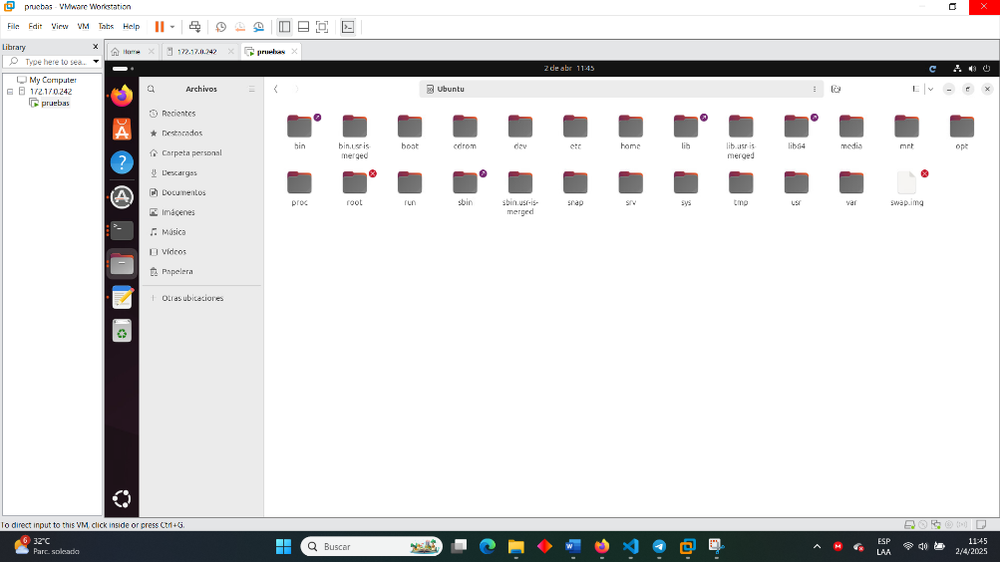 pruebas - VMware Workstation
File Edit View VM Tabs Help
Library
Type here to sea...
My Computer
172.17.0.242
pruebas
Home
172.17.0.242
pruebas
2 de abr 11:45
Archivos
Ubuntu
Recientes
Destacados
Carpeta personal
Descargas
Documentos
Imágenes
Música
Vídeos
Papelera
Otras ubicaciones
bin
bin.usr-is-
merged
boot
cdrom
dev
etc
home
lib
lib.usr-is-
merged
lib64
media
mnt
opt
proc
root
run
sbin
sbin.usr-is-
merged
snap
srv
sys
tmp
usr
var
swap.img
To direct input to this VM, click inside or press Ctrl+G.
6
32°C
Parc. soleado
Buscar
ESP
LAA
11:45
2/4/2025